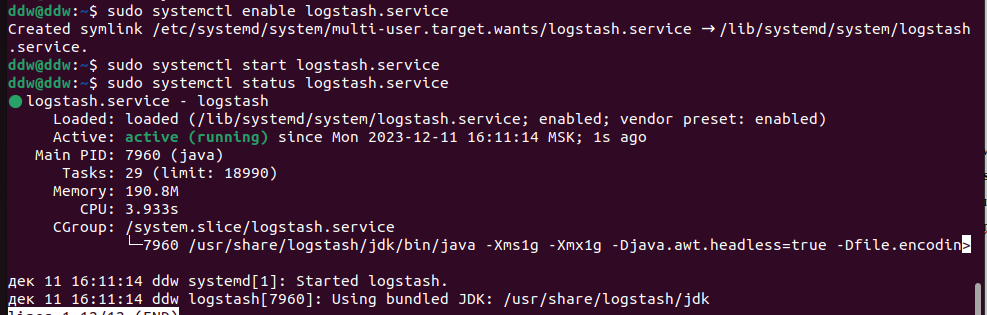 ddw@ddw:~$ sudo systemctl enable logstash.service
Created symlink /etc/systemd/system/multi-user.target.wants/logstash.service → /lib/systemd/system/logstash
.service.
ddw@ddw:~$ sudo systemctl start logstash.service
ddw@ddw:~$ sudo systemctl status logstash.service
● logstash.service - logstash
Loaded: loaded (/lib/systemd/system/logstash.service; enabled; vendor preset: enabled)
Active: active (running) since Mon 2023-12-11 16:11:14 MSK; 1s ago
Main PID: 7960 (java)
Tasks: 29 (limit: 18990)
Memory: 190.8M
CPU: 3.933s
CGroup: /system.slice/logstash.service
└─7960 /usr/share/logstash/jdk/bin/java -Xms1g -Xmx1g -Djava.awt.headless=true -Dfile.encodin>
дек 11 16:11:14 ddw systemd[1]: Started logstash.
дек 11 16:11:14 ddw logstash[7960]: Using bundled JDK: /usr/share/logstash/jdk
lines 1-12/12 (END)